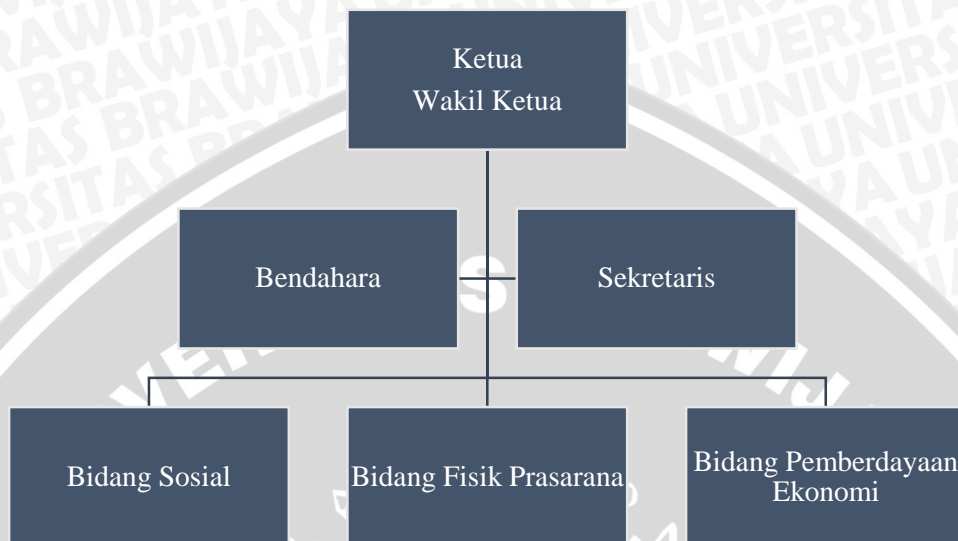 Ketua
Wakil Ketua
Bendahara
Sekretaris
Bidang Sosial
Bidang Fisik Prasarana
Bidang Pemberdayaan
Ekonomi